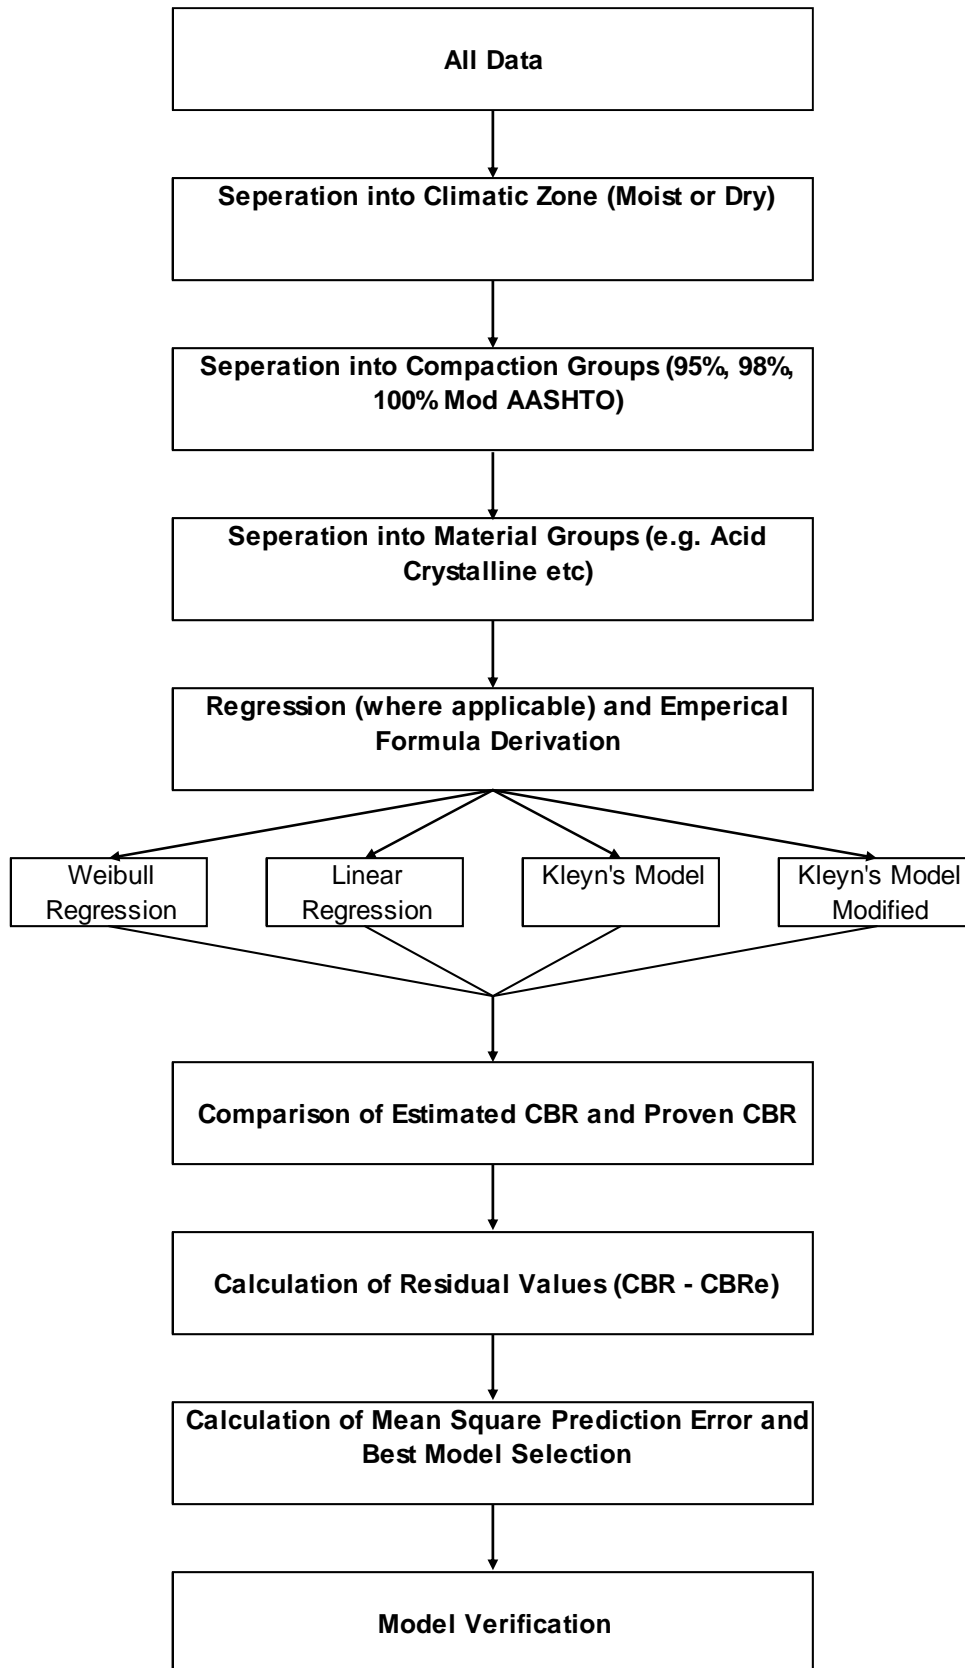 All Data
Seperation into Climatic Zone (Moist or Dry)
Seperation into Compaction Groups (95%, 98%,
100% Mod AASHTO)
Seperation into Material Groups (e.g. Acid
Crystalline etc)
Regression (where applicable) and Emperical
Formula Derivation
Weibull
Regression
Linear
Regression
Kleyn's Model
Kleyn's Model
Modified
Comparison of Estimated CBR and Proven CBR
Calculation of Residual Values (CBR - CBRe)
Calculation of Mean Square Prediction Error and
Best Model Selection
Model Verification